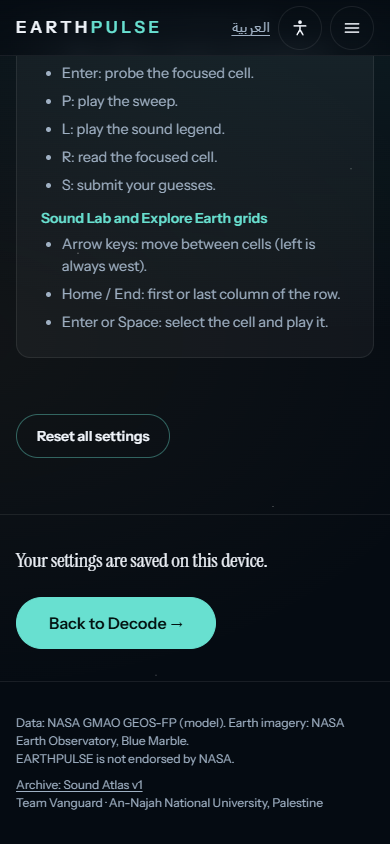 EARTHPULSE
العربية
Enter: probe the focused cell.
P: play the sweep.
L: play the sound legend.
R: read the focused cell.
S: submit your guesses.
Sound Lab and Explore Earth grids
Arrow keys: move between cells (left is
always west).
Home / End: first or last column of the row.
Enter or Space: select the cell and play it.
Reset all settings
Your settings are saved on this device.
Back to Decode →
Data: NASA GMAO GEOS-FP (model). Earth imagery: NASA
Earth Observatory, Blue Marble.
EARTHPULSE is not endorsed by NASA.
Archive: Sound Atlas v1
Team Vanguard · An-Najah National University, Palestine